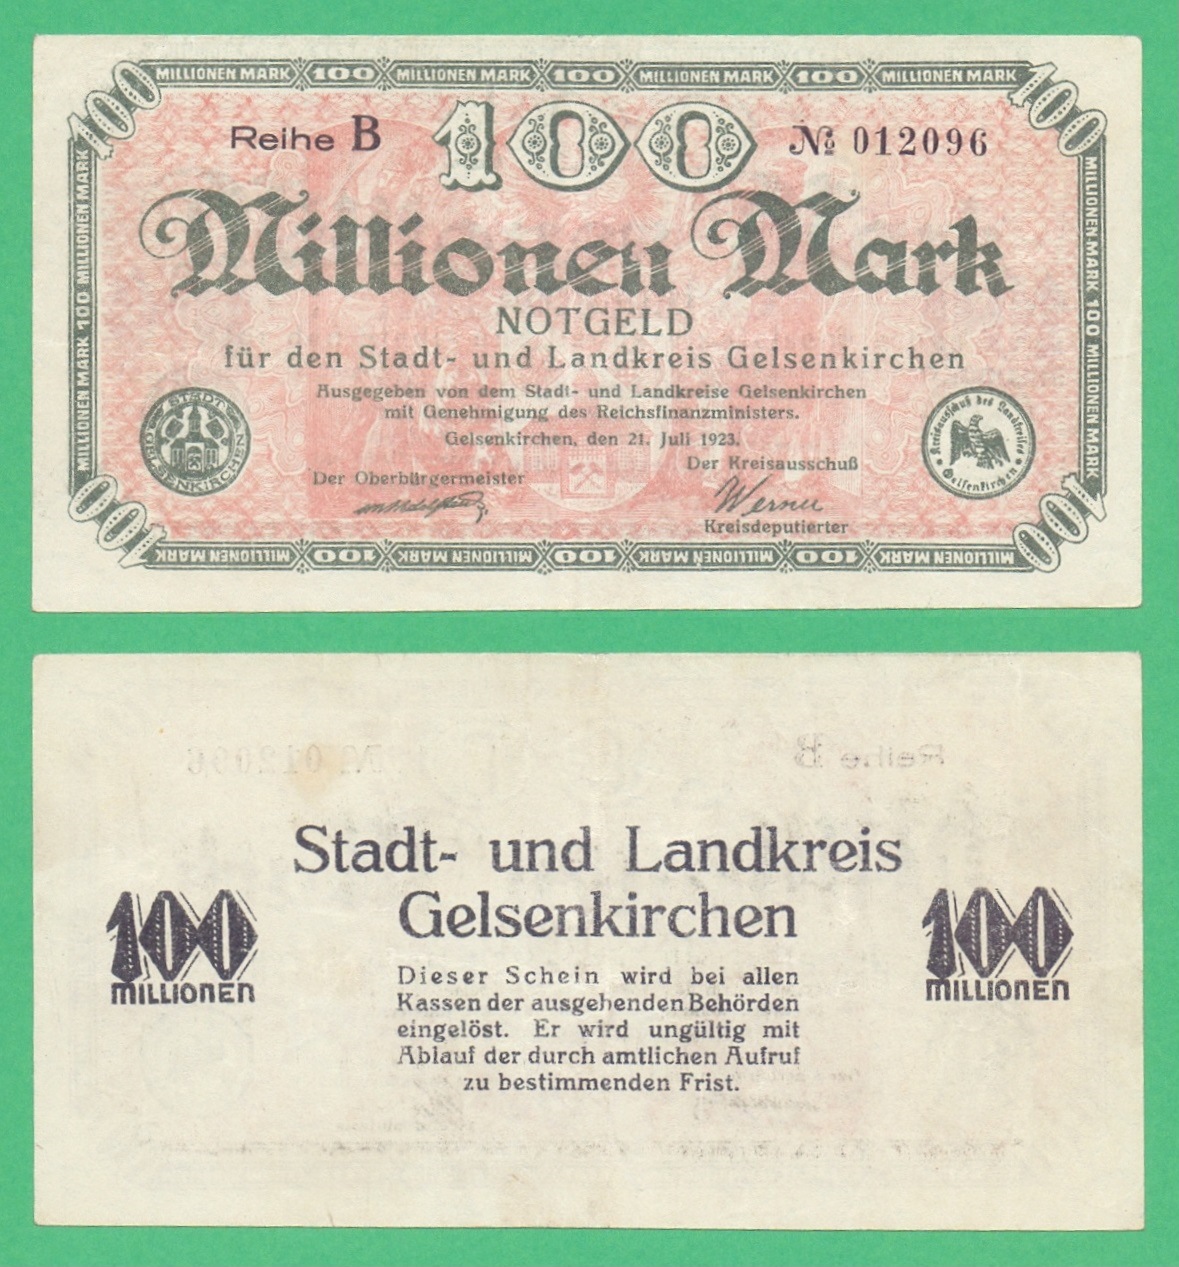 MILLIONEN MARK 100 MILLIONEN MARK 100 MILLIONEN MARK 100 MILLIONEN MARK
100
100
Reihe B
100
№ 012096
Millionen Mark
NOTGELD
für den Stadt- und Landkreis Gelsenkirchen
Ausgegeben von dem Stadt- und Landkreise Gelsenkirchen
mit Genehmigung des Reichsfinanzministers.
Gelsenkirchen, den 21. Juli 1923.
Der Oberbürgermeister
Der Kreisausschuß
Werner
Kreisdeputierter
STADT GELSENKIRCHEN
Kreisausschuß des Landkreises Gelsenkirchen
MILLIONEN MARK 100 MILLIONEN MARK
MILLIONEN MARK 100 MILLIONEN MARK
100
100
MILLIONEN MARK 100 MILLIONEN MARK 100 MILLIONEN MARK 100 MILLIONEN MARK
№ 012096
Reihe B
Stadt- und Landkreis
Gelsenkirchen
100
MILLIONEN
100
MILLIONEN
Dieser Schein wird bei allen
Kassen der ausgebenden Behörden
eingelöst. Er wird ungültig mit
Ablauf der durch amtlichen Aufruf
zu bestimmenden Frist.